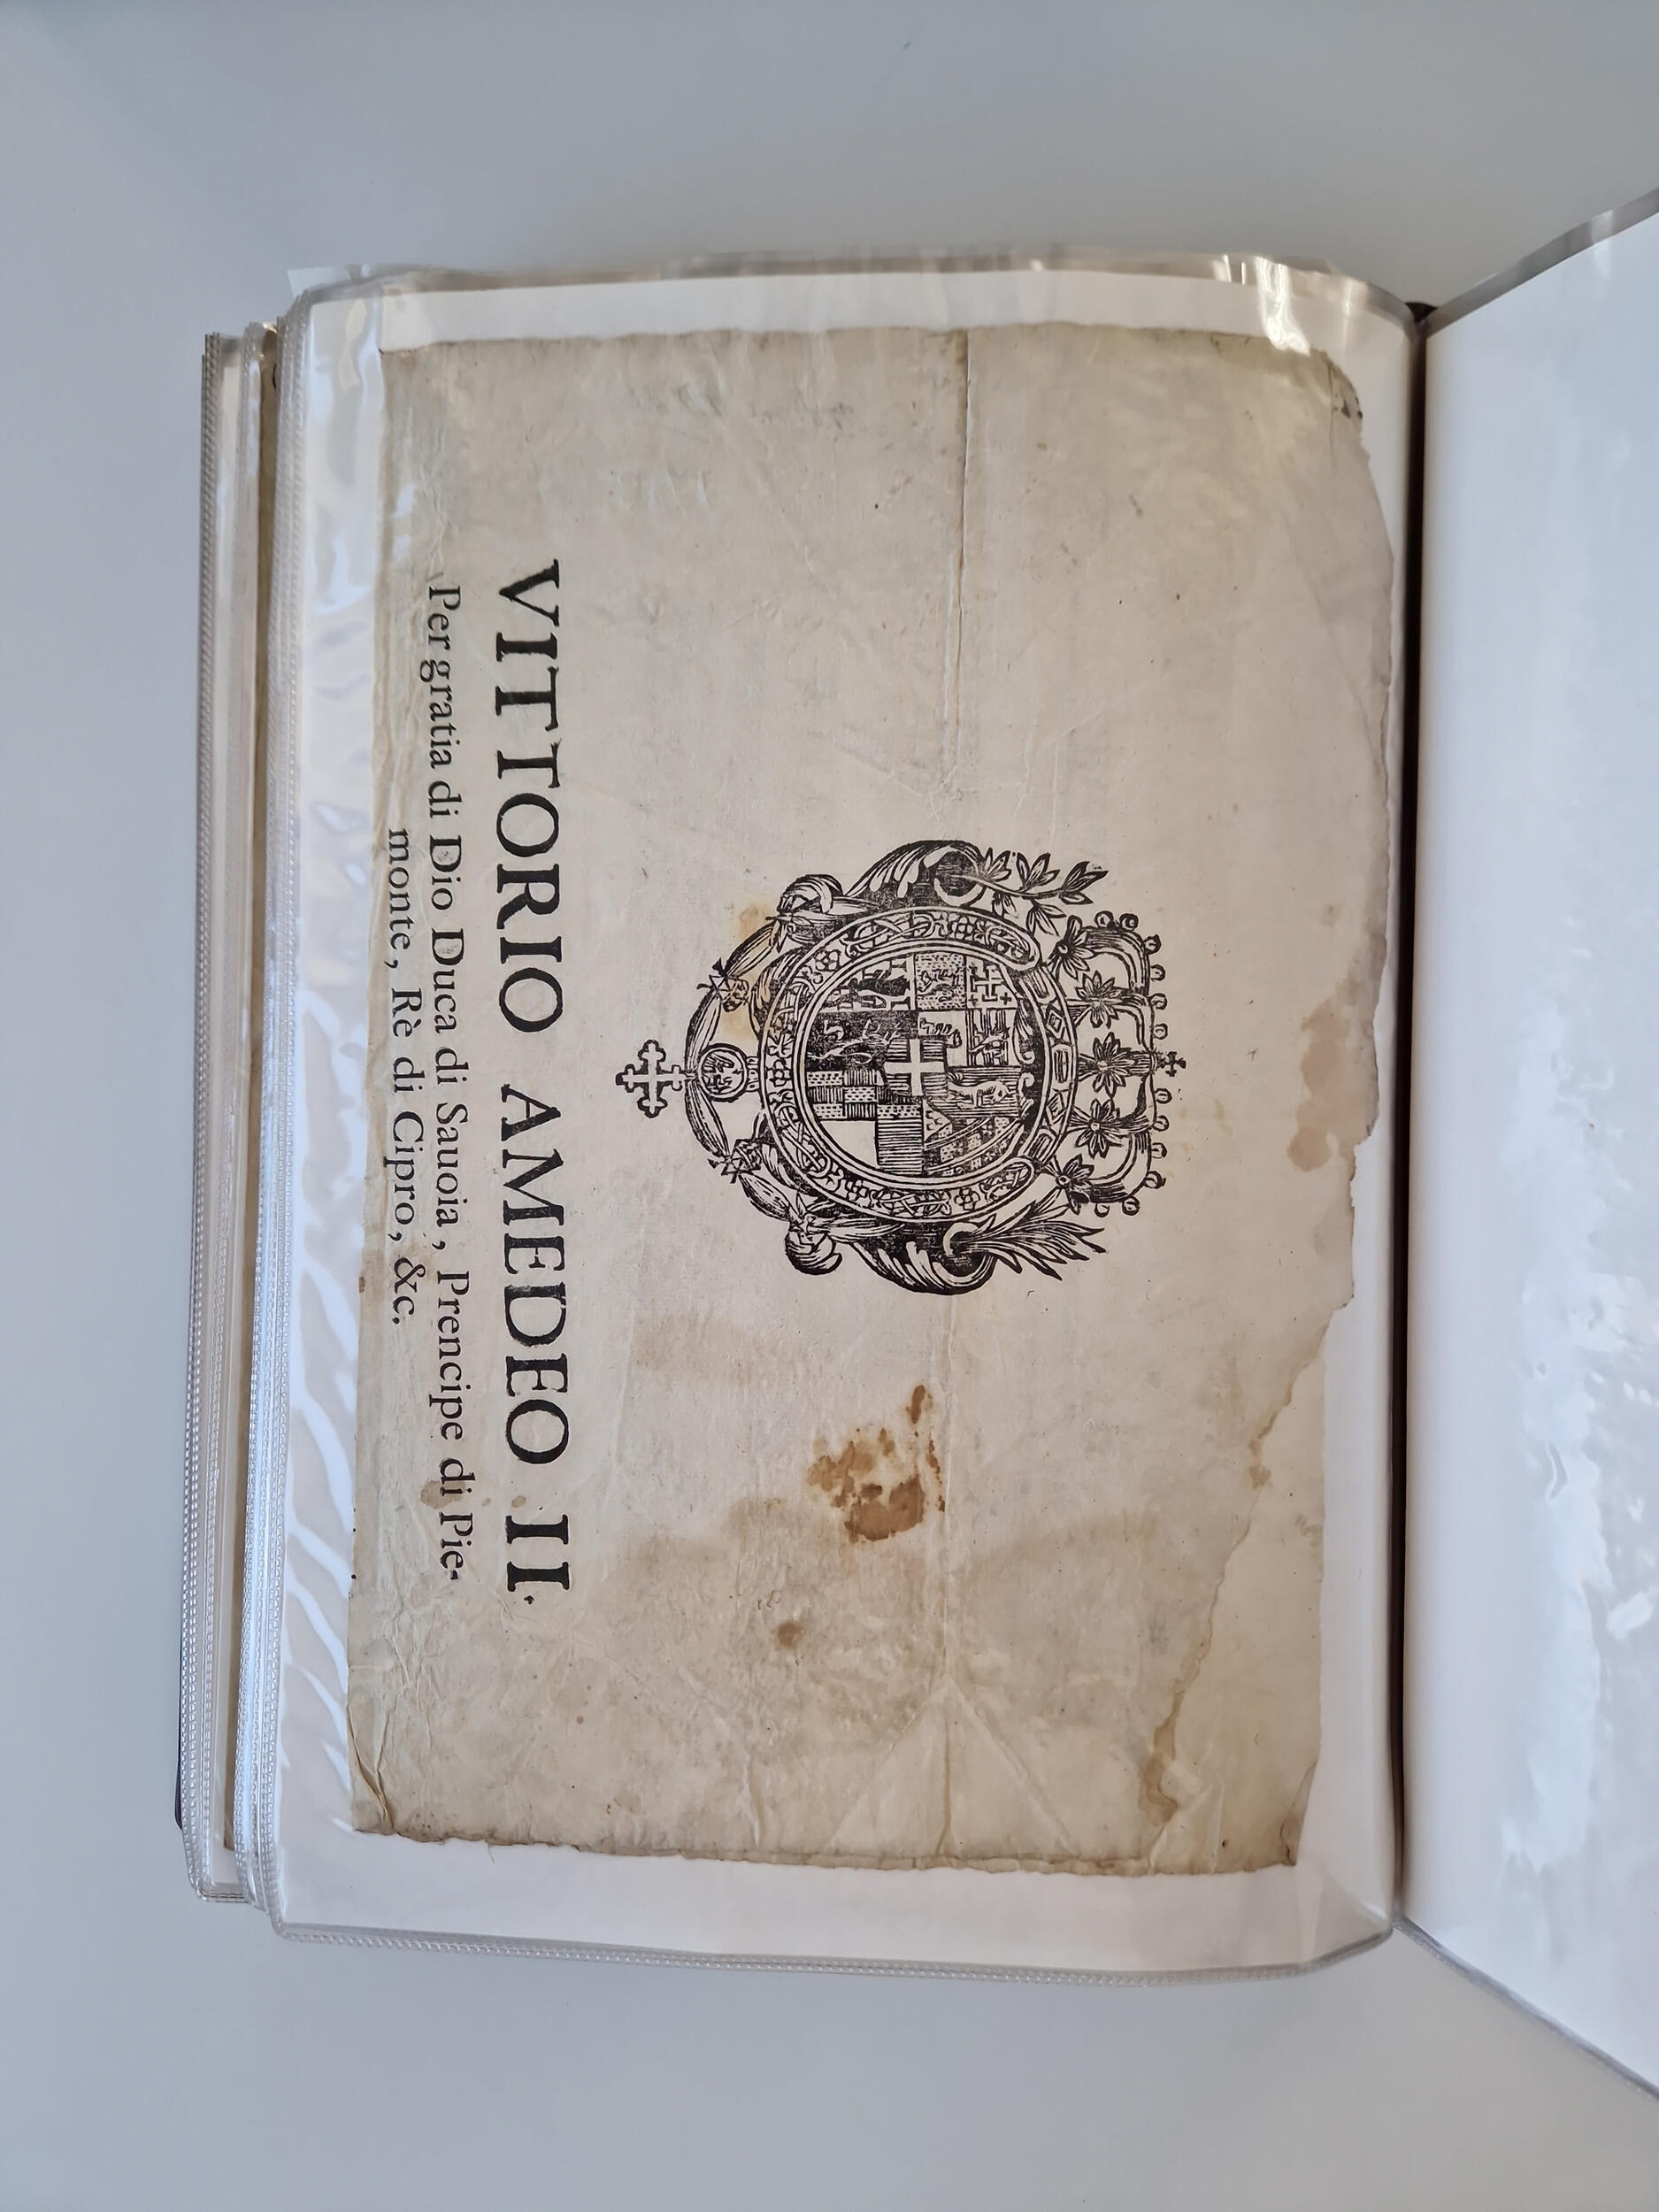 VITTORIO AMEDEO II.
Per gratia di Dio Duca di Sauoia, Prencipe di Pie-
monte, Rè di Cipro, &c.